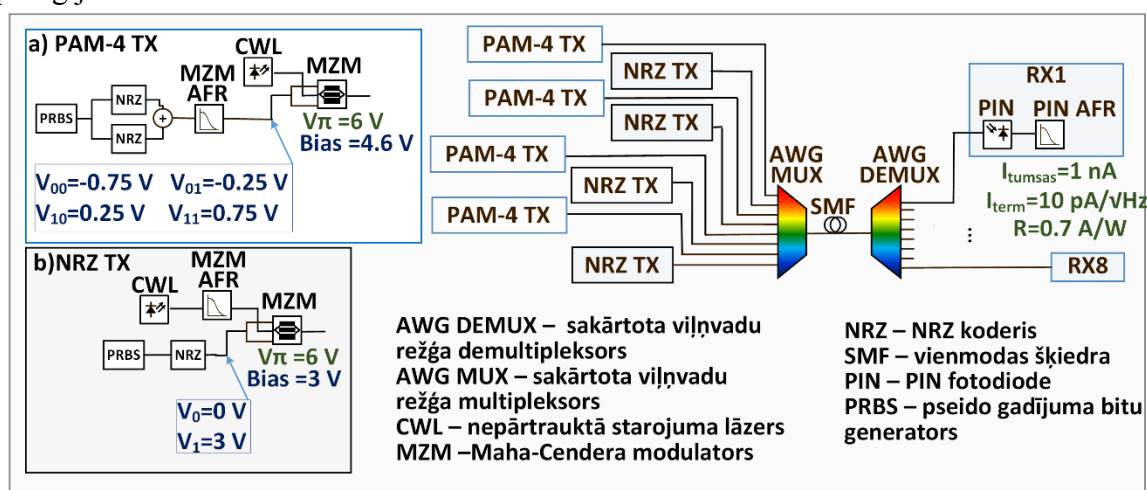 a) PAM-4 TX
CWL
MZM
MZM
AFR
NRZ
PRBS
+
NRZ
Vπ=6 V
Bias =4.6 V
V00=-0.75 V V01=-0.25 V
V10=0.25 V V11=0.75 V
b)NRZ TX
MZM
AFR
CWL
MZM
PRBS
NRZ
Vπ=6 V
Bias =3 V
V0=0 V
V1=3 V
PAM-4 TX
NRZ TX
PAM-4 TX
NRZ TX
PAM-4 TX
NRZ TX
PAM-4 TX
NRZ TX
AWG
MUX
SMF
AWG
DEMUX
RX1
PIN
PIN AFR
Itumsas=1 nA
Iterm=10 pA/√Hz
R=0.7 A/W
...
RX8
AWG DEMUX – sakārtota viļņvadu
režģa demultipleksors
AWG MUX – sakārtota viļņvadu
režģa multipleksors
CWL – nepārtrauktā starojuma lāzers
MZM –Maha-Cendera modulators
NRZ – NRZ koderis
SMF – vienmodas šķiedra
PIN – PIN fotodiode
PRBS – pseido gadījuma bitu
generators